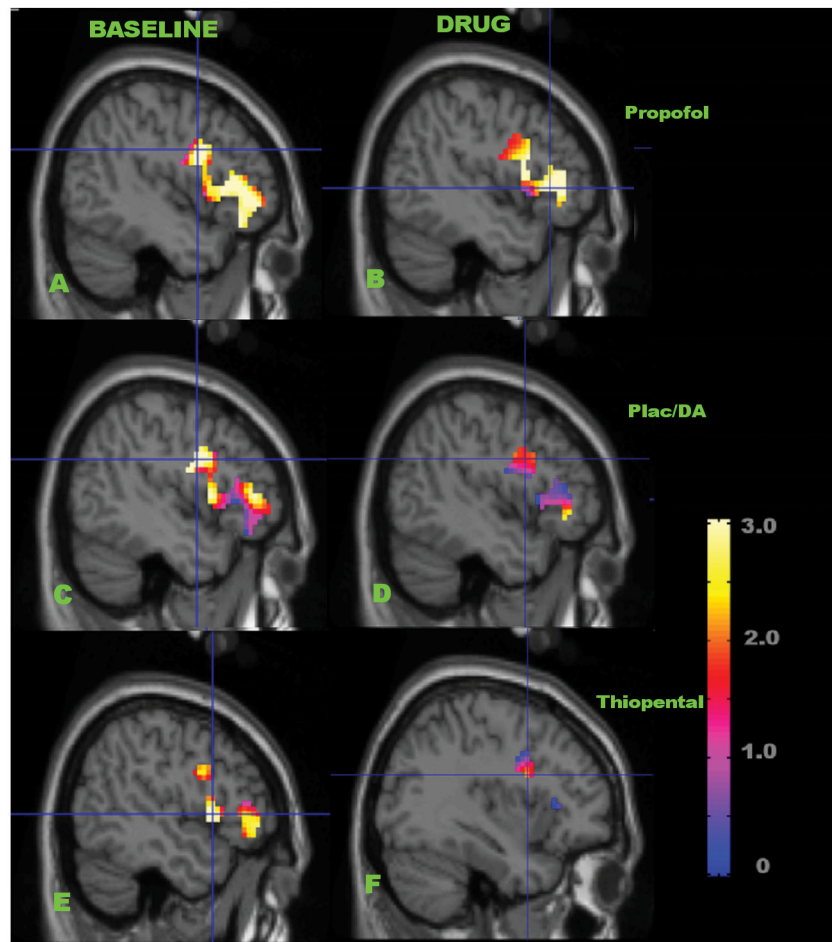 BASELINE
DRUG
Propofol
A
B
Plac/DA
C
D
3.0
2.0
Thiopental
1.0
0
E
F